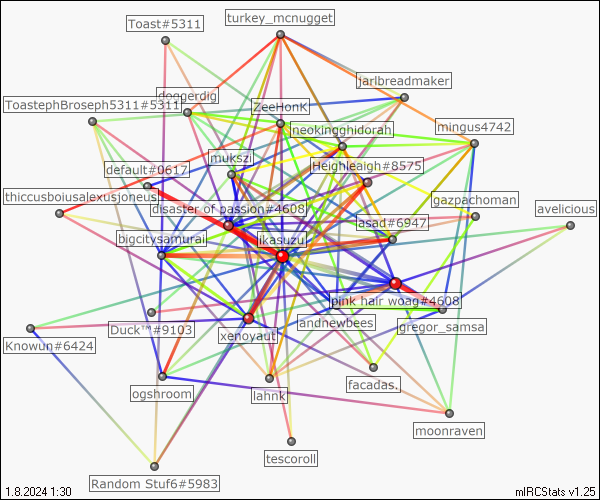 Toast#5311
turkey_mcnugget
jarlbreadmaker
doggerdig
ToastephBroseph5311#5311
ZeeHonK
neokingghidorah
mingus4742
mukszi
Heighleaigh#8575
default#0617
thiccusboiusalexusjoneus
gazpachoman
disaster of passion#4608
avelicious
asad#6947
bigcitysamurai
ikasuzu
pink hair woag#4608
Duck™#9103
andnewbees
gregor_samsa
xenoyaut
Knowun#6424
ogshroom
lahnk
facadas.
moonraven
tescoroll
Random Stuf6#5983
1.8.2024 1:30
mIRCStats v1.25